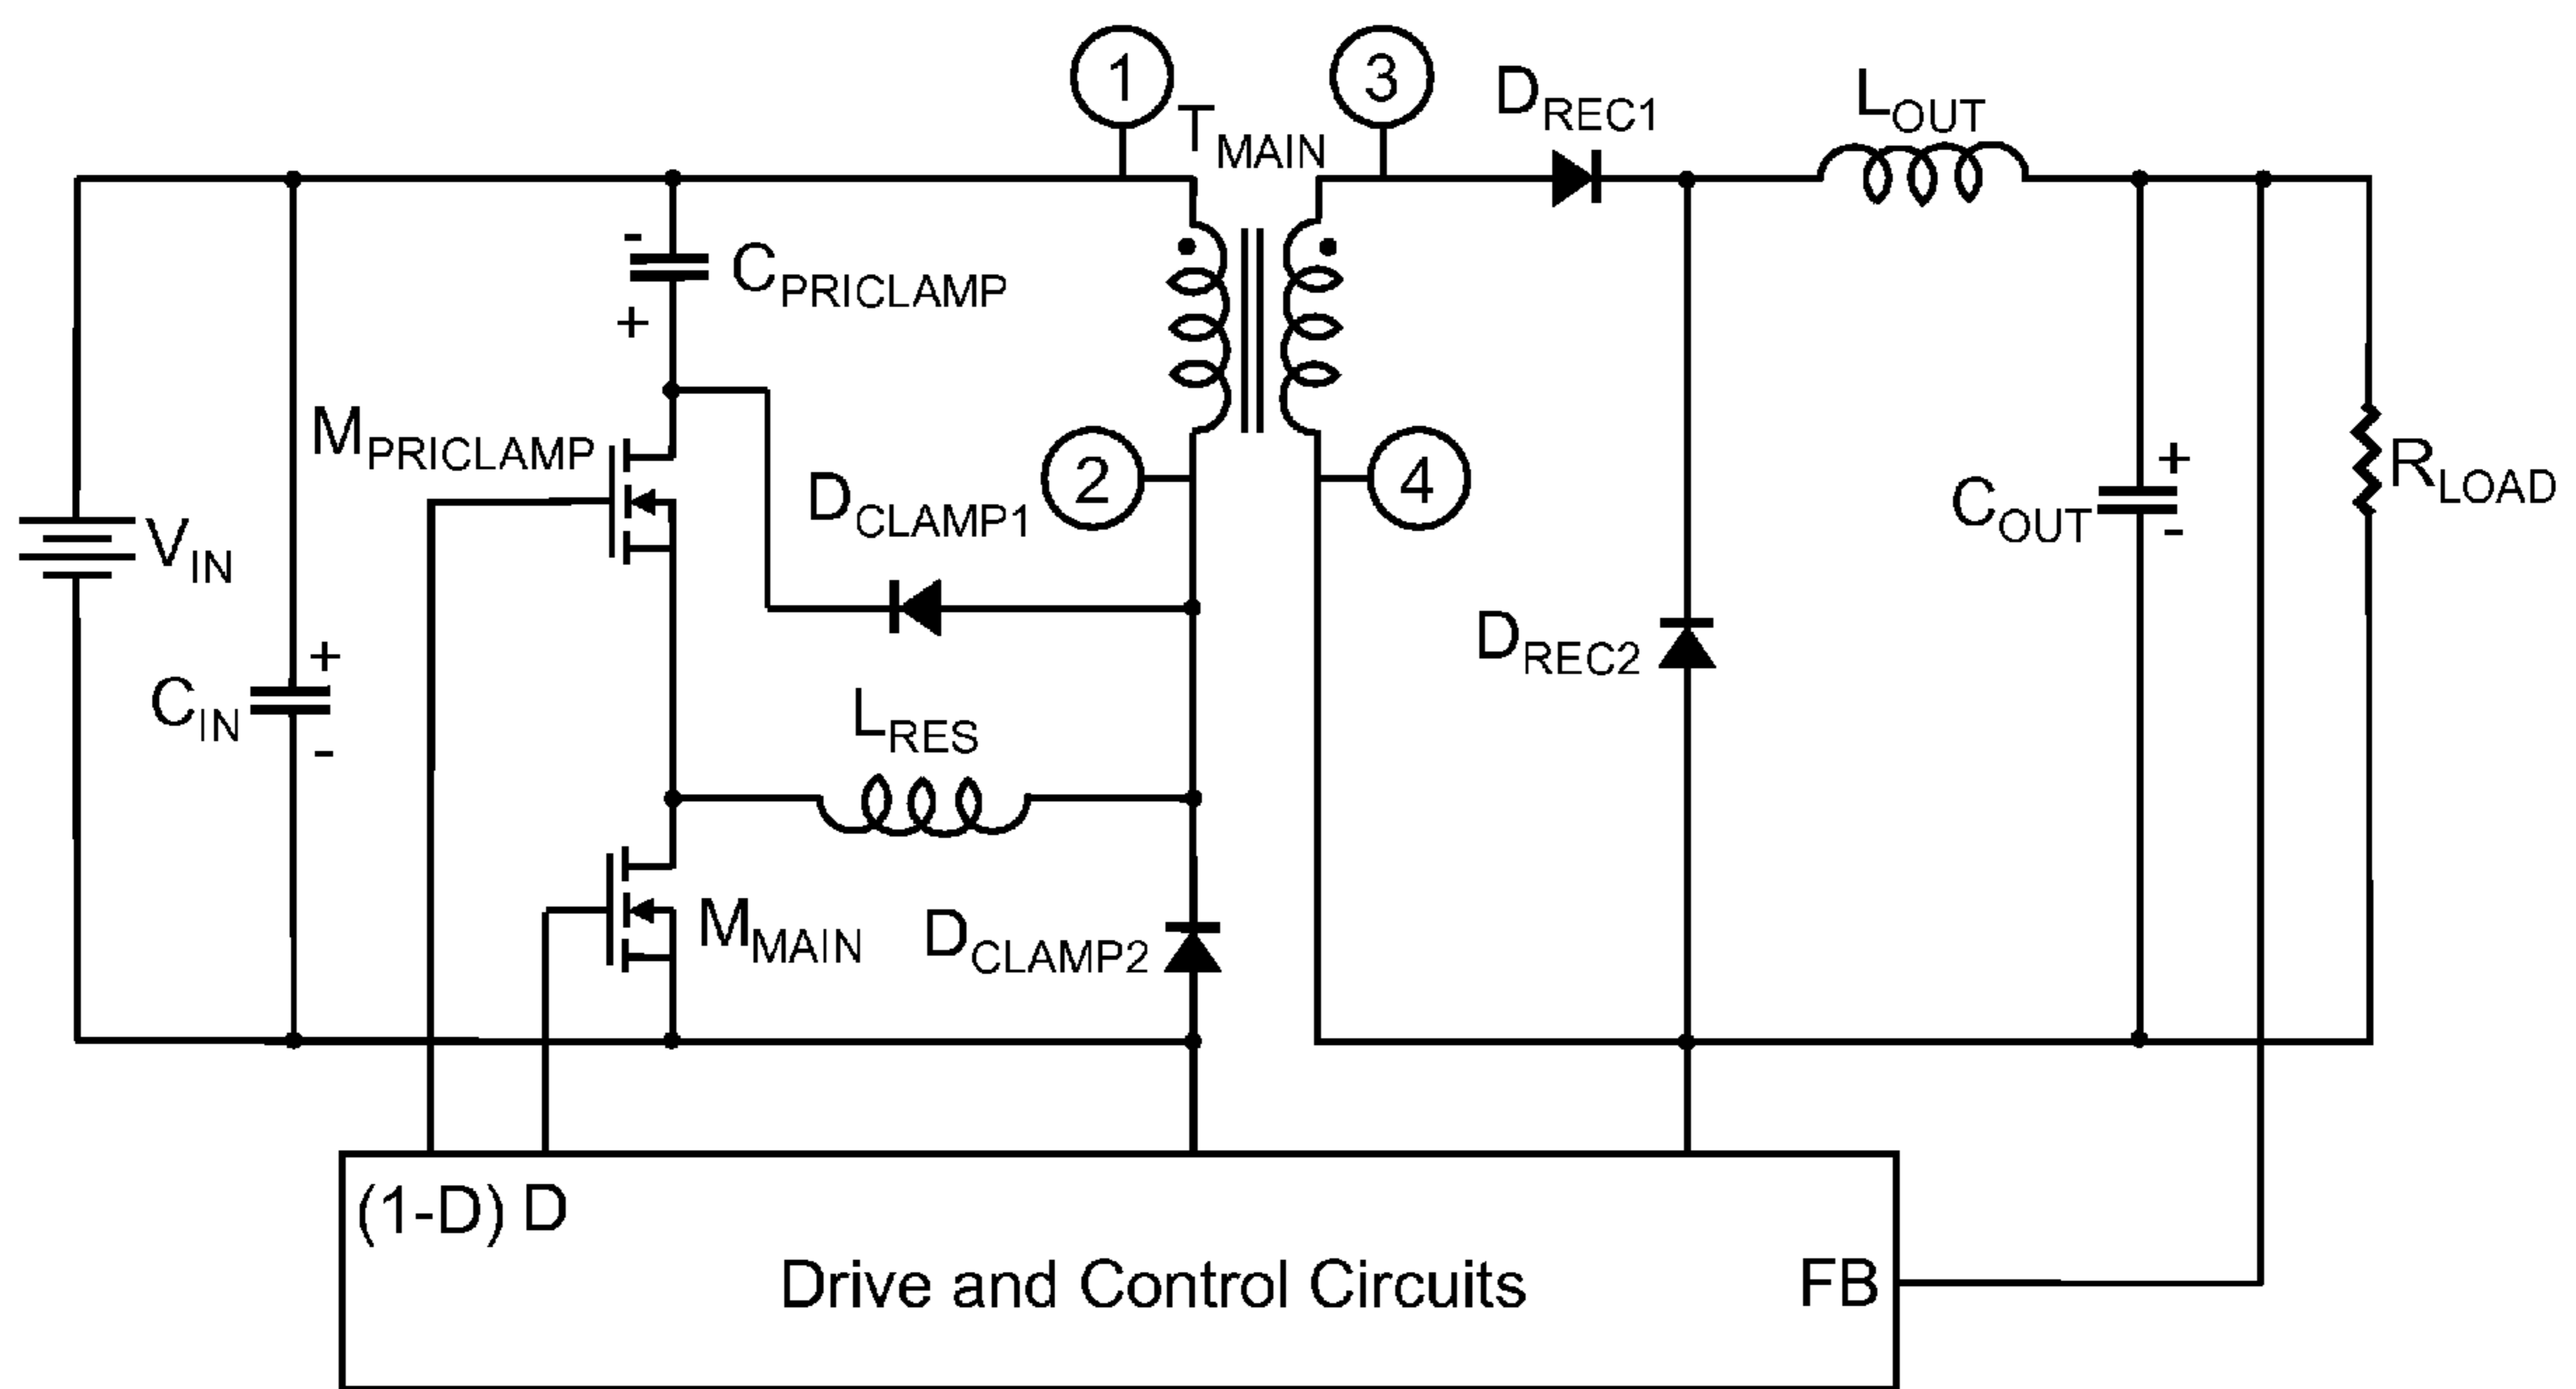 1
3
T_MAIN
D_REC1
L_OUT
-
C_PRICLAMP
+
M_PRICLAMP
2
4
D_CLAMP1
V_IN
C_OUT
+
-
R_LOAD
D_REC2
+
C_IN
-
L_RES
M_MAIN
D_CLAMP2
(1-D) D
Drive and Control Circuits
FB